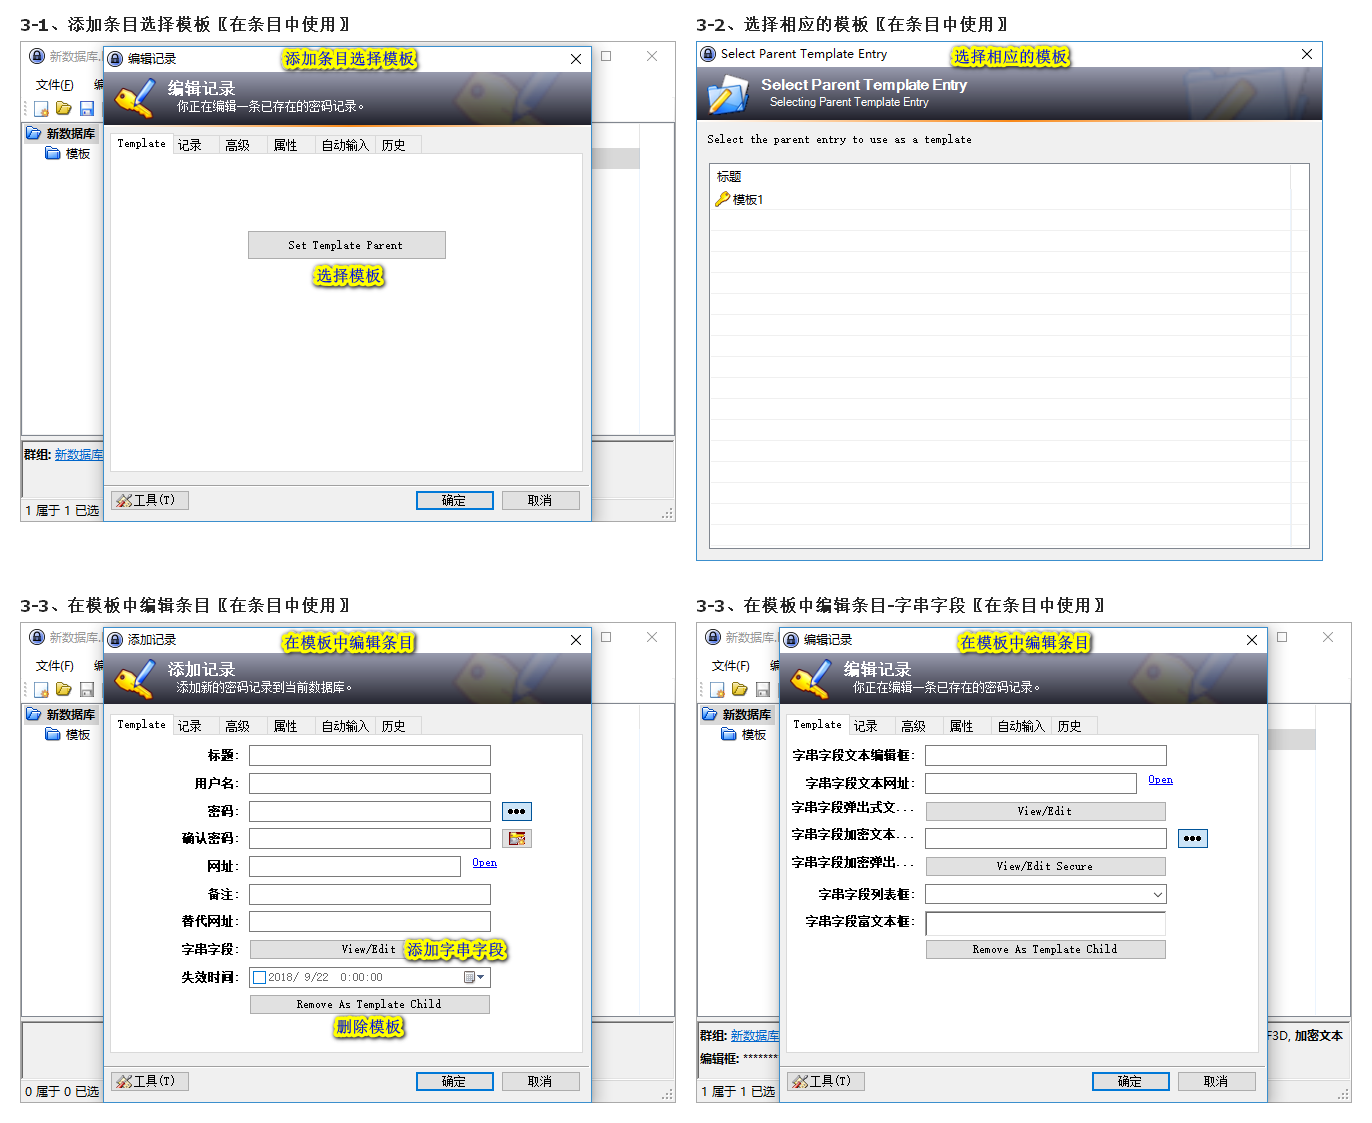 3-1、添加条目选择模板〖在条目中使用〗
新数据库.
编辑记录
添加条目选择模板
文件(F)
编辑记录
你正在编辑一条已存在的密码记录。
新数据库
模板
Template 记录 高级 属性 自动输入 历史
Set Template Parent
选择模板
群组: 新数据库
工具(T) 确定 取消
1 属于 1 已选
3-2、选择相应的模板〖在条目中使用〗
Select Parent Template Entry
选择相应的模板
Select Parent Template Entry
Selecting Parent Template Entry
Select the parent entry to use as a template
标题
模板1
3-3、在模板中编辑条目〖在条目中使用〗
新数据库.
添加记录
在模板中编辑条目
文件(F)
添加记录
添加新的密码记录到当前数据库。
新数据库
模板
Template 记录 高级 属性 自动输入 历史
标题:
用户名:
密码:
确认密码:
网址: Open
备注:
替代网址:
字串字段: View/Edit 添加字串字段
失效时间: 2018/ 9/22 0:00:00
Remove As Template Child
删除模板
工具(T) 确定 取消
0 属于 0 已选
3-3、在模板中编辑条目-字串字段〖在条目中使用〗
新数据库.
编辑记录
在模板中编辑条目
文件(F)
编辑记录
你正在编辑一条已存在的密码记录。
新数据库
模板
Template 记录 高级 属性 自动输入 历史
字串字段文本编辑框:
字串字段文本网址: Open
字串字段弹出式文... View/Edit
字串字段加密文本...
字串字段加密弹出... View/Edit Secure
字串字段列表框:
字串字段富文本框:
Remove As Template Child
群组: 新数据库 F3D, 加密文本
编辑框: *******
工具(T) 确定 取消
1 属于 1 已选